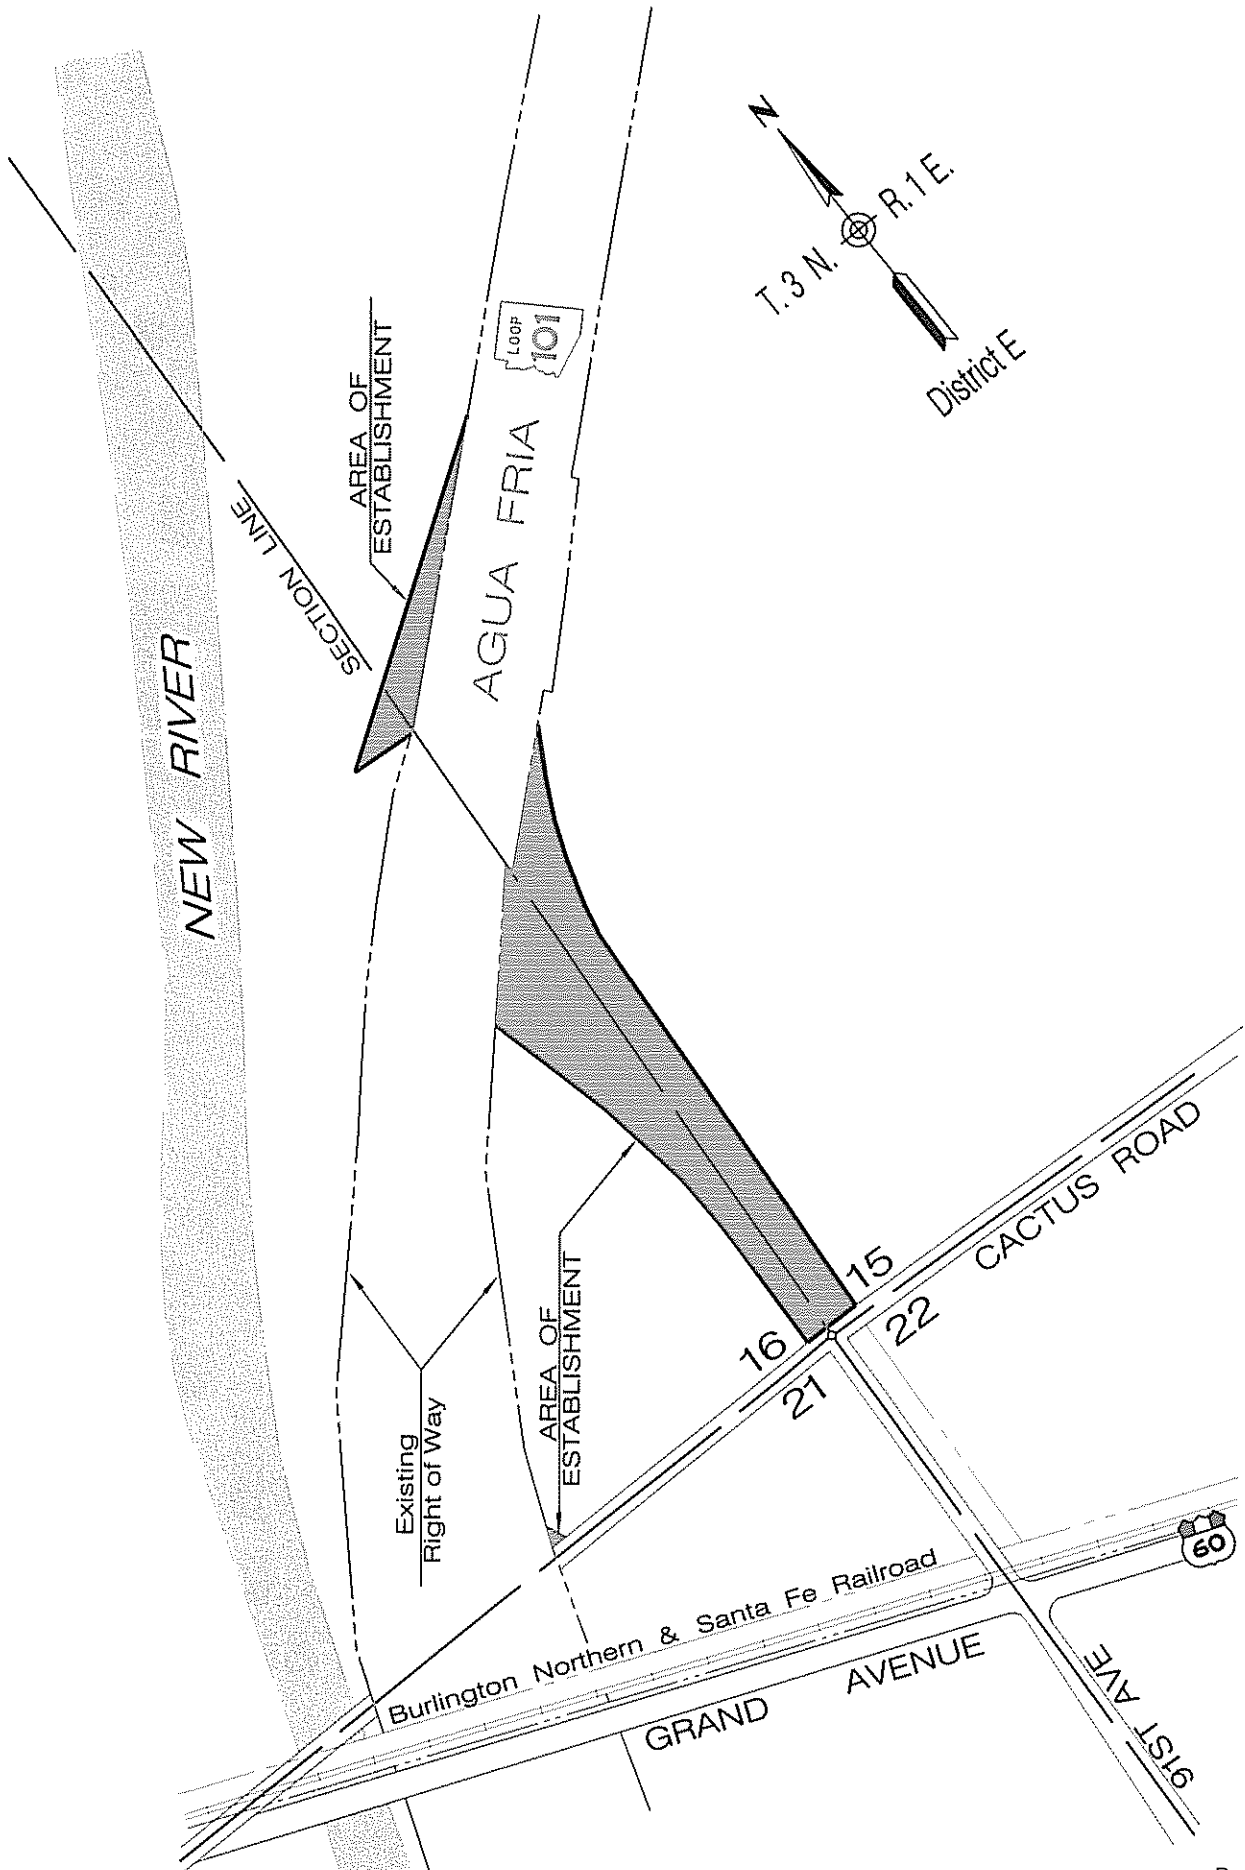 N
T. 3 N.
R. 1 E.
District E
LOOP
101
AREA OF
ESTABLISHMENT
SECTION LINE
NEW RIVER
AGUA FRIA
15
16
22
21
CACTUS ROAD
AREA OF
ESTABLISHMENT
Existing
Right of Way
Burlington Northern & Santa Fe Railroad
60
GRAND AVENUE
91ST AVE